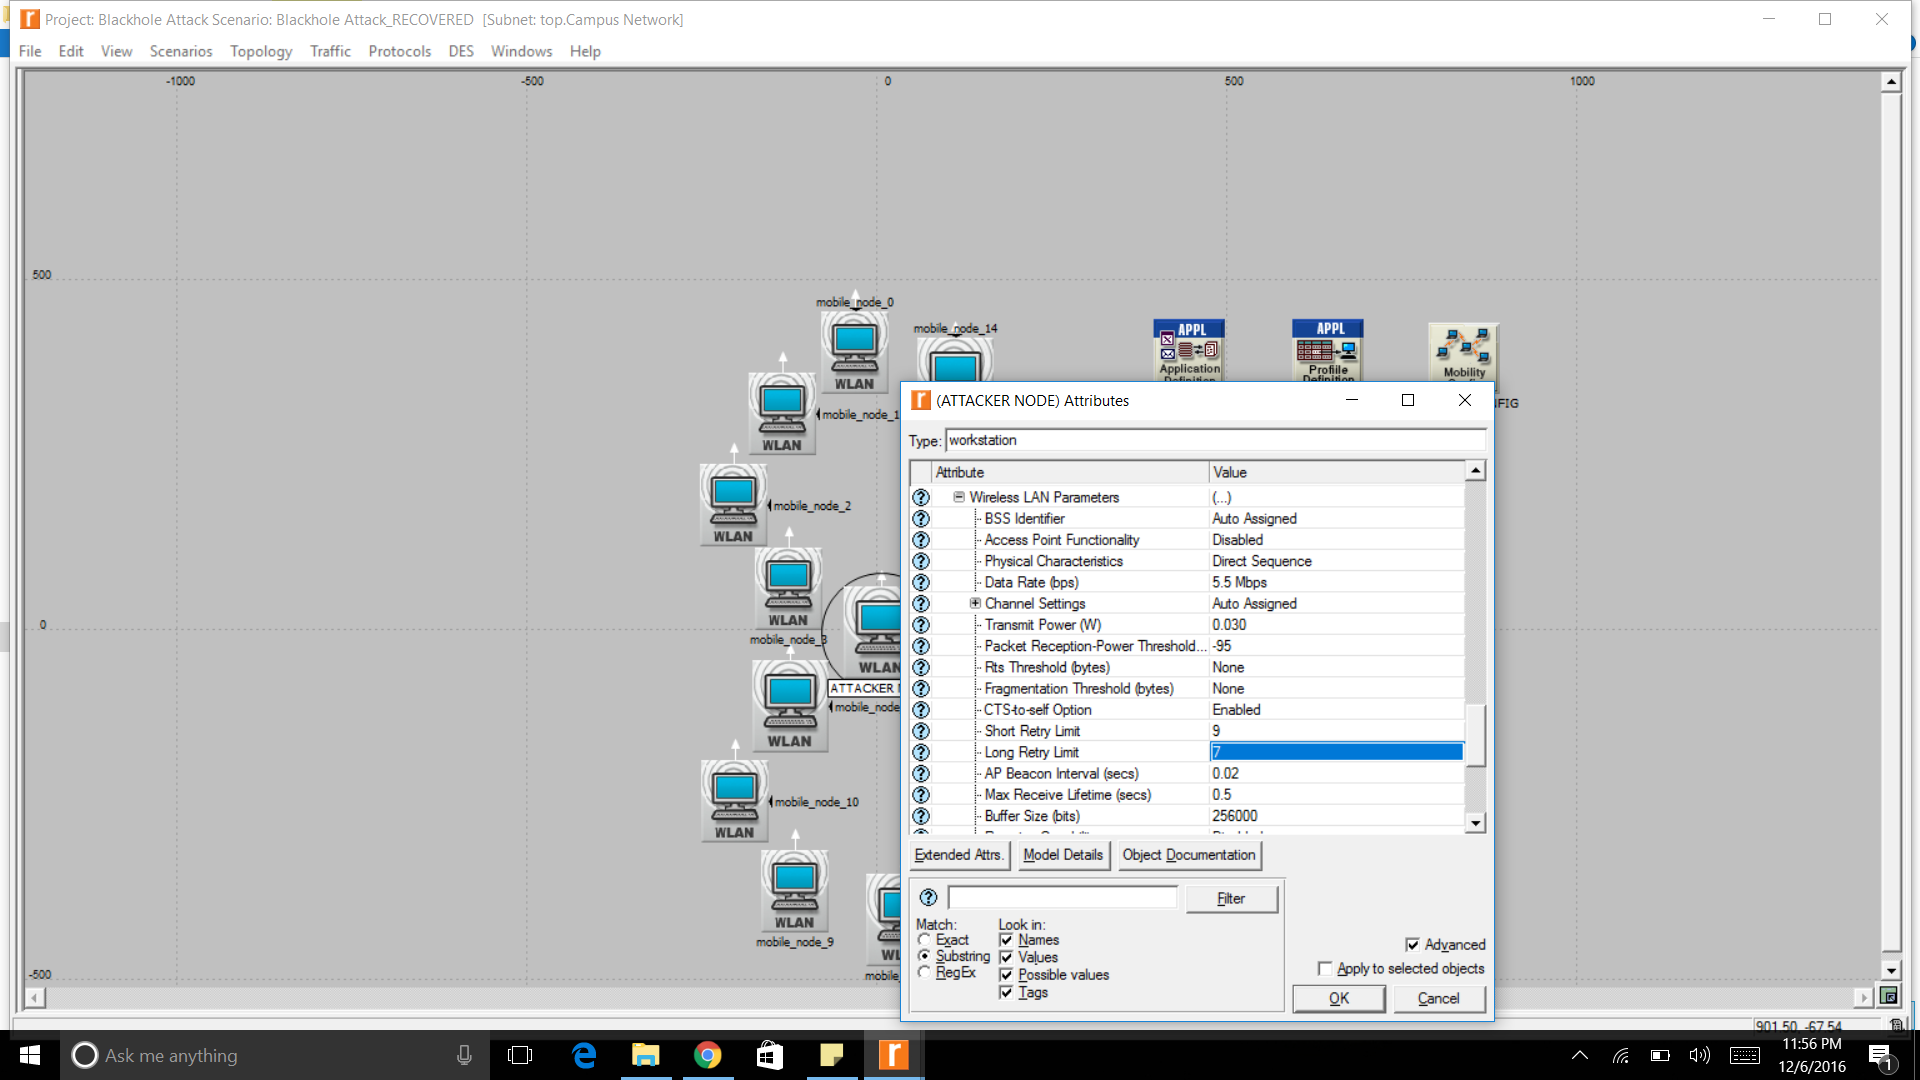 Project: Blackhole Attack Scenario: Blackhole Attack_RECOVERED [Subnet: top.Campus Network]
File Edit View Scenarios Topology Traffic Protocols DES Windows Help
-1000 -500 0 500 1000
500
0
-500
mobile_node_0
WLAN
mobile_node_14
WLAN
mobile_node_1
WLAN
mobile_node_2
WLAN
mobile_node_3
WLAN
ATTACKER
WLAN
mobile_node
WLAN
mobile_node_10
WLAN
mobile_node_9
APPL
Application
APPL
Profile
Definition
Mobility
(ATTACKER NODE) Attributes
Type: workstation
Attribute Value
Wireless LAN Parameters (...)
BSS Identifier Auto Assigned
Access Point Functionality Disabled
Physical Characteristics Direct Sequence
Data Rate (bps) 5.5 Mbps
Channel Settings Auto Assigned
Transmit Power (W) 0.030
Packet Reception-Power Threshold... -95
Rts Threshold (bytes) None
Fragmentation Threshold (bytes) None
CTS-to-self Option Enabled
Short Retry Limit 9
Long Retry Limit 7
AP Beacon Interval (secs) 0.02
Max Receive Lifetime (secs) 0.5
Buffer Size (bits) 256000
Extended Attrs. Model Details Object Documentation
Filter
Match: Look in:
Exact Names
Substring Values
RegEx Possible values
Tags
Advanced
Apply to selected objects
OK Cancel
901.50, -67.54
Ask me anything
11:56 PM
12/6/2016
1